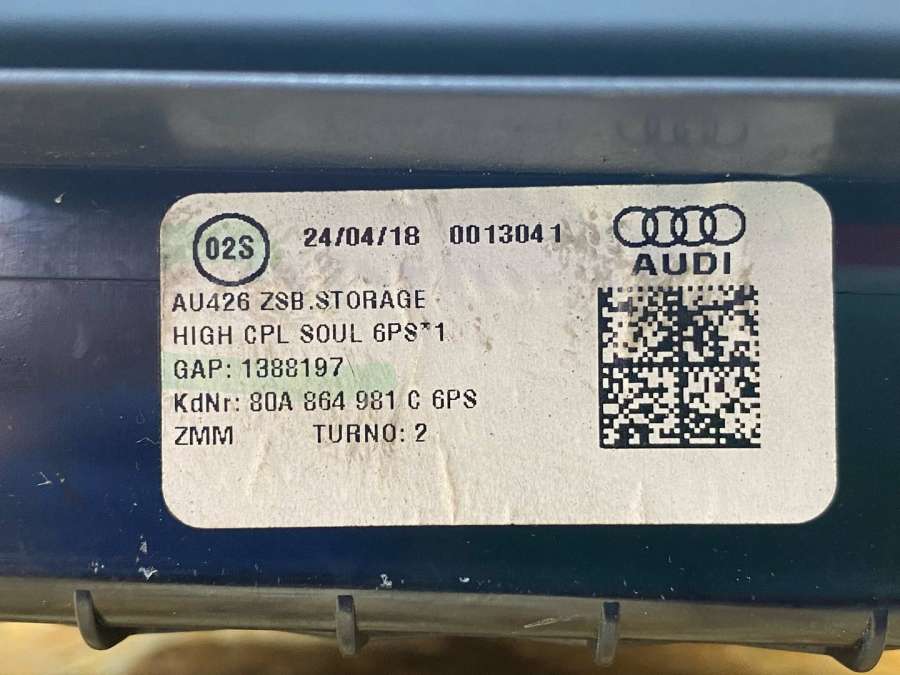 02S 24/04/18 0013041
AUDI
AU426 ZSB.STORAGE
HIGH CPL SOUL 6PS*1
GAP: 1388197
KdNr: 80A 864 981 C 6PS
ZMM TURNO: 2